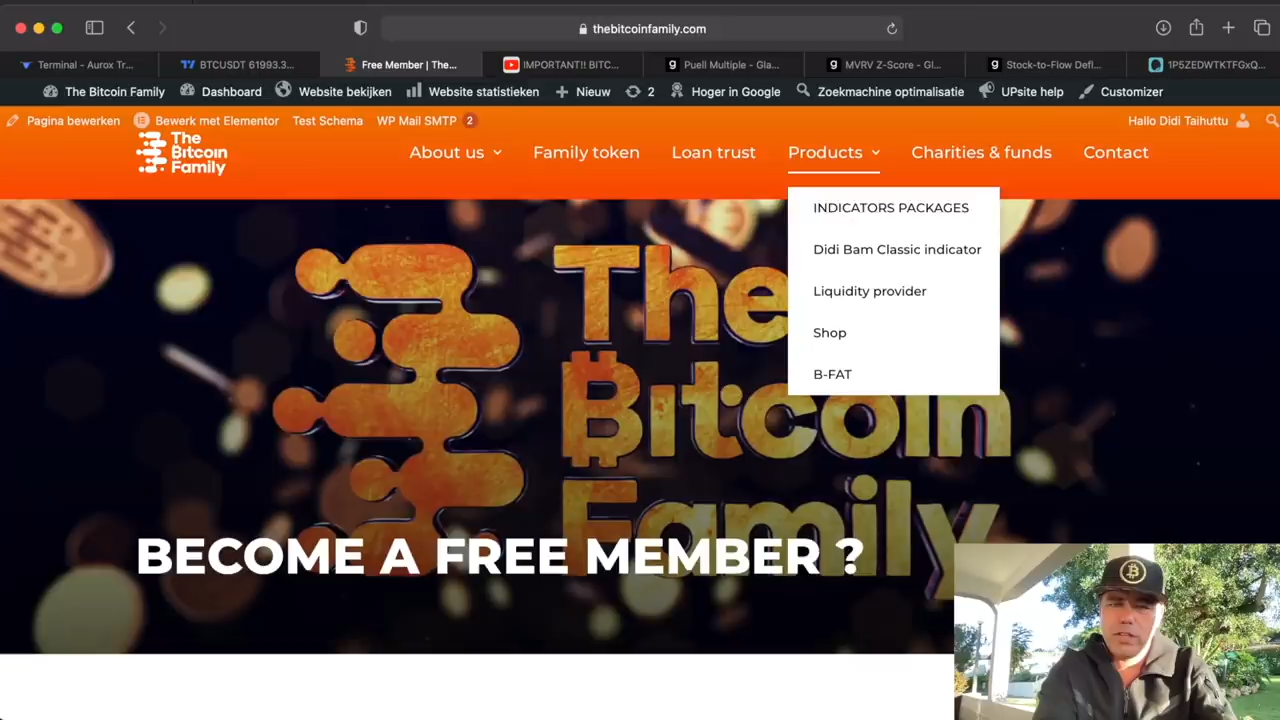 thebitcoinfamily.com
Terminal - Aurox Tr...
BTCUSDT 61993.3...
Free Member | The...
IMPORTANT!! BITC...
Puell Multiple - Gla...
MVRV Z-Score - Gl...
Stock-to-Flow Defl...
1P5ZEDWTKTFGxQ...
The Bitcoin Family
Dashboard
Website bekijken
Website statistieken
Nieuw
2
Hoger in Google
Zoekmachine optimalisatie
UPsite help
Customizer
Pagina bewerken
Bewerk met Elementor
Test Schema
WP Mail SMTP 2
Hallo Didi Taihuttu
The
Bitcoin
Family
About us
Family token
Loan trust
Products
Charities & funds
Contact
INDICATORS PACKAGES
Didi Bam Classic indicator
Liquidity provider
Shop
B-FAT
The
Bitcoin
Family
BECOME A FREE MEMBER ?